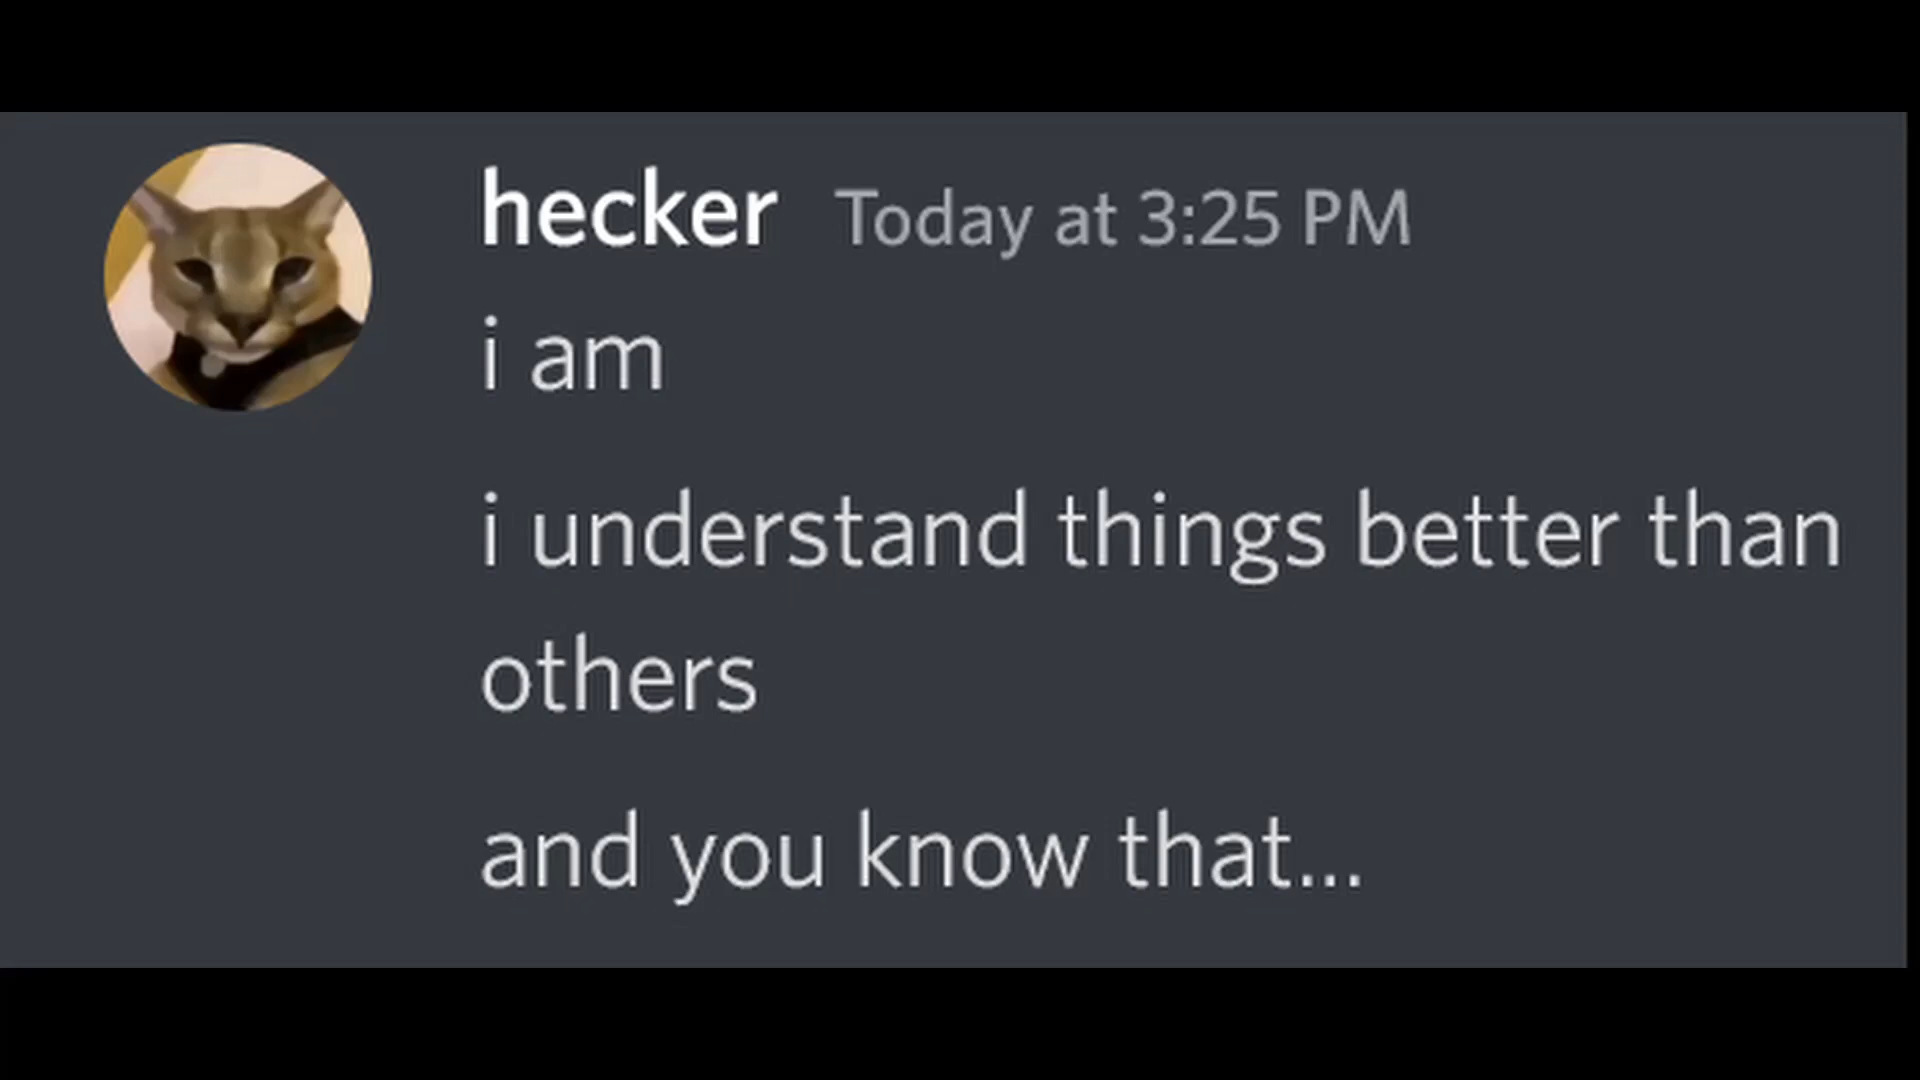 hecker Today at 3:25 PM
i am
i understand things better than
others
and you know that...